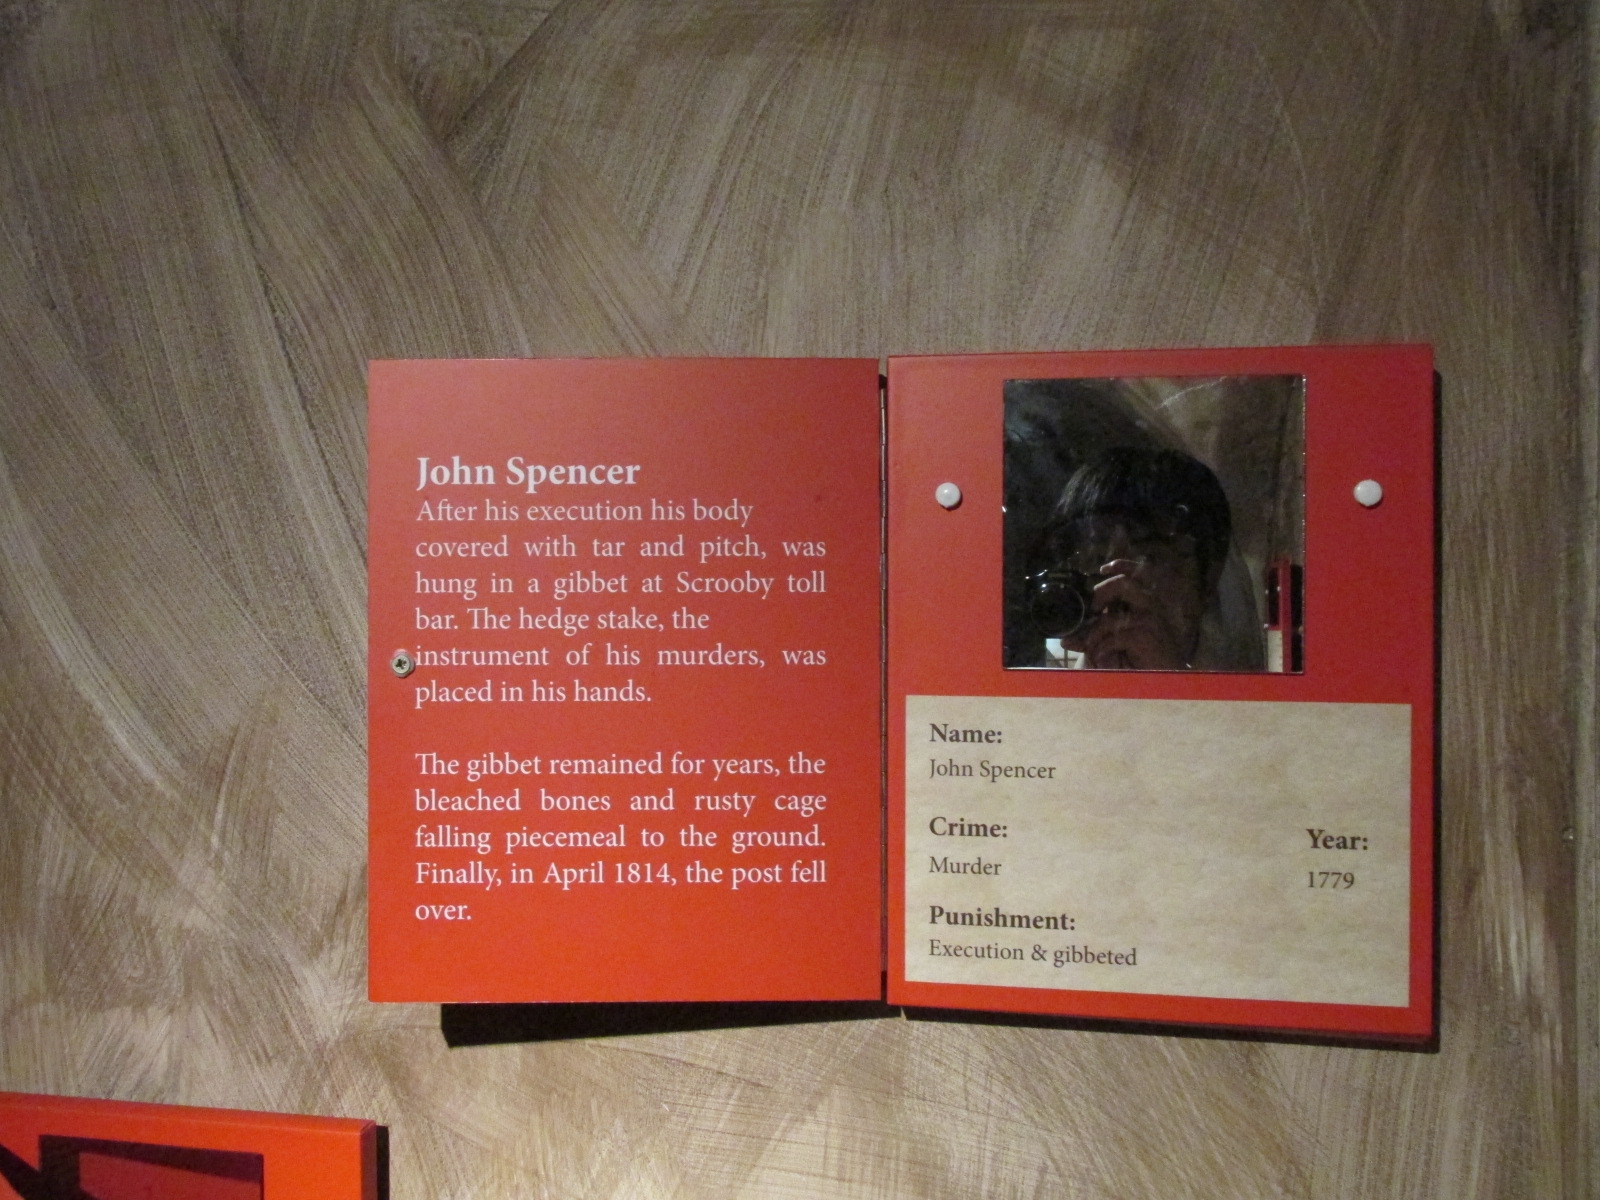 John Spencer
After his execution his body
covered with tar and pitch, was
hung in a gibbet at Scrooby toll
bar. The hedge stake, the
instrument of his murders, was
placed in his hands.
The gibbet remained for years, the
bleached bones and rusty cage
falling piecemeal to the ground.
Finally, in April 1814, the post fell
over.
Name:
John Spencer
Crime:
Murder
Year:
1779
Punishment:
Execution & gibbeted